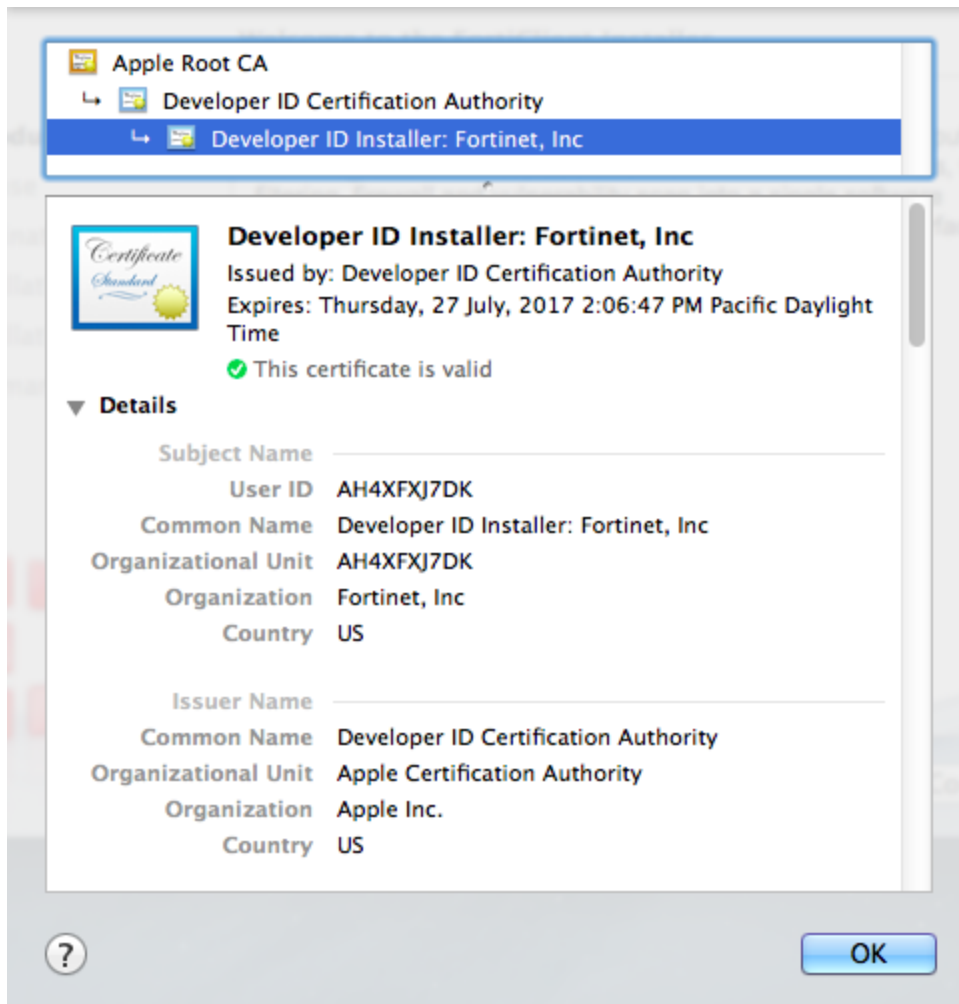 Apple Root CA
Developer ID Certification Authority
Developer ID Installer: Fortinet, Inc
Certificate
Standard
Developer ID Installer: Fortinet, Inc
Issued by: Developer ID Certification Authority
Expires: Thursday, 27 July, 2017 2:06:47 PM Pacific Daylight
Time
This certificate is valid
Details
Subject Name
User ID AH4XFXJ7DK
Common Name Developer ID Installer: Fortinet, Inc
Organizational Unit AH4XFXJ7DK
Organization Fortinet, Inc
Country US
Issuer Name
Common Name Developer ID Certification Authority
Organizational Unit Apple Certification Authority
Organization Apple Inc.
Country US
?
OK